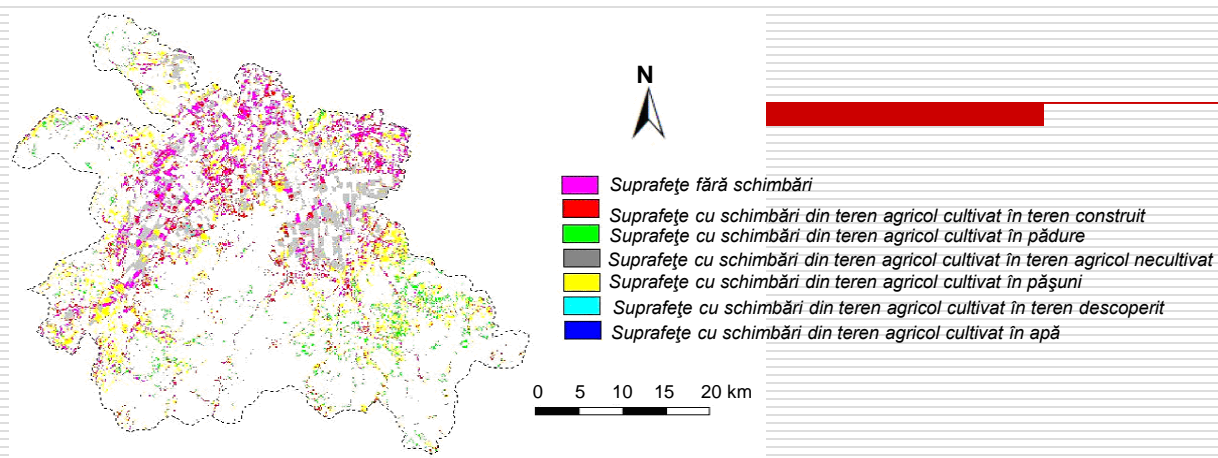 N
Suprafeţe fără schimbări
Suprafeţe cu schimbări din teren agricol cultivat în teren construit
Suprafeţe cu schimbări din teren agricol cultivat în pădure
Suprafeţe cu schimbări din teren agricol cultivat în teren agricol necultivat
Suprafeţe cu schimbări din teren agricol cultivat în păşuni
Suprafeţe cu schimbări din teren agricol cultivat în teren descoperit
Suprafeţe cu schimbări din teren agricol cultivat în apă
0 5 10 15 20 km